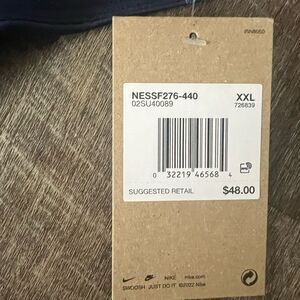 NESSF276-440 XXL
02SU40089 726839
0 32219 46568 4
SUGGESTED RETAIL $48.00
NIKE nike.com
SWOOSH JUST DO IT ©2022 Nike